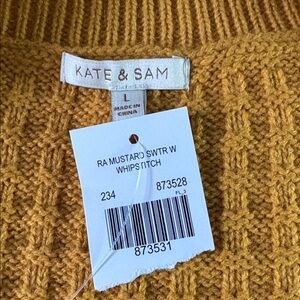 KATE & SAM
L
MADE IN
CHINA
RA MUSTARD SWTR W
WHIPSTITCH
234 873528
873531